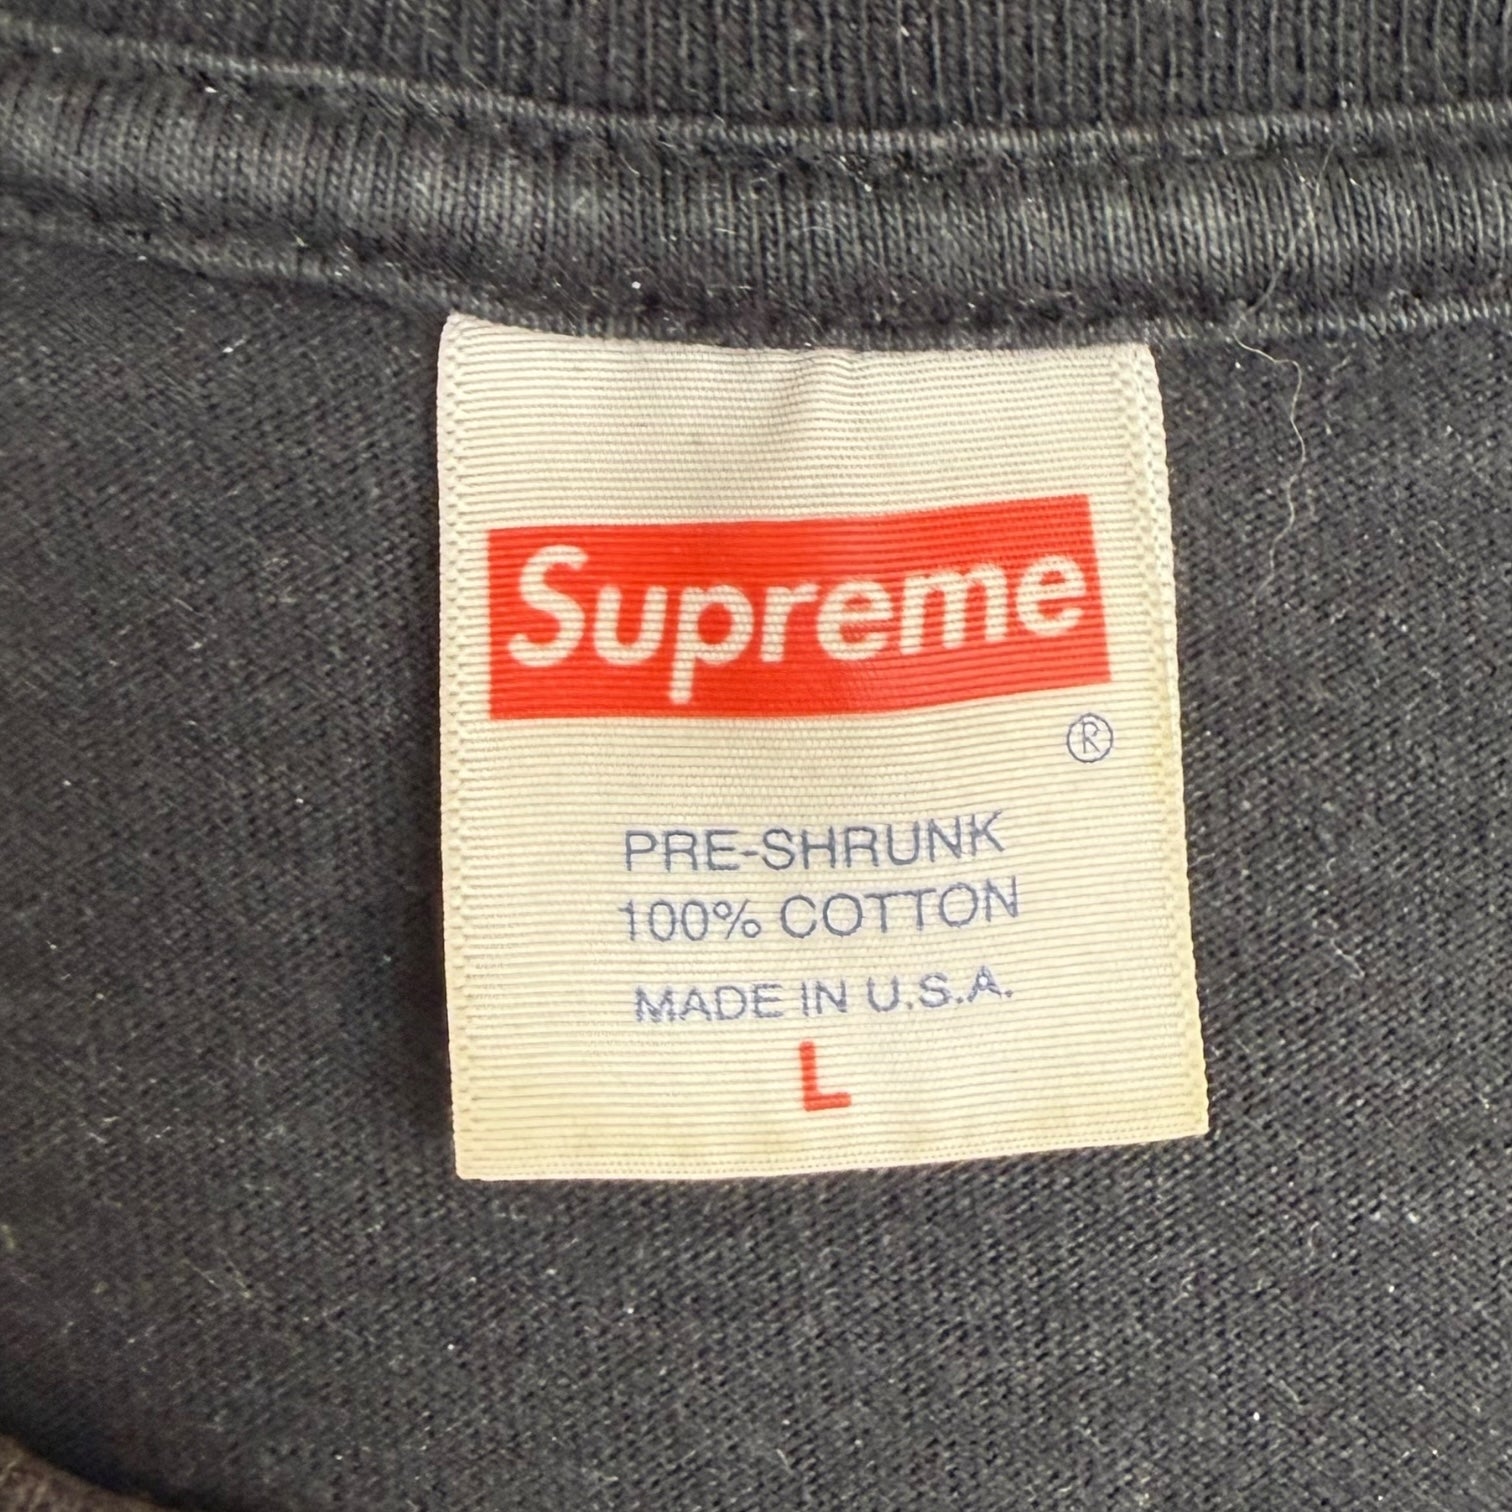 Supreme
®
PRE-SHRUNK
100% COTTON
MADE IN U.S.A.
L